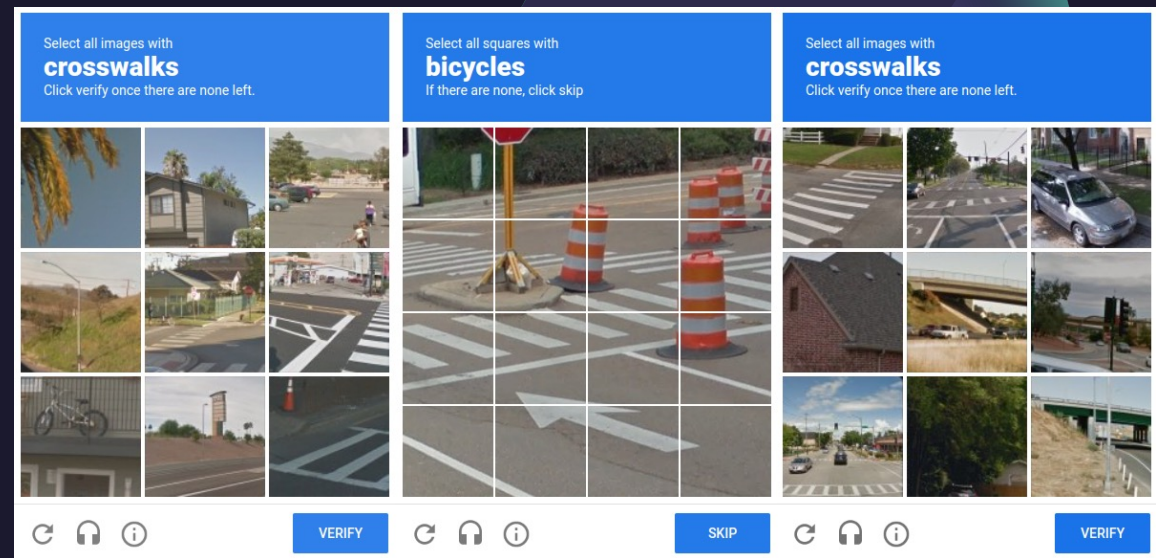 Select all images with
crosswalks
Click verify once there are none left.
VERIFY
Select all squares with
bicycles
If there are none, click skip
SKIP
Select all images with
crosswalks
Click verify once there are none left.
VERIFY